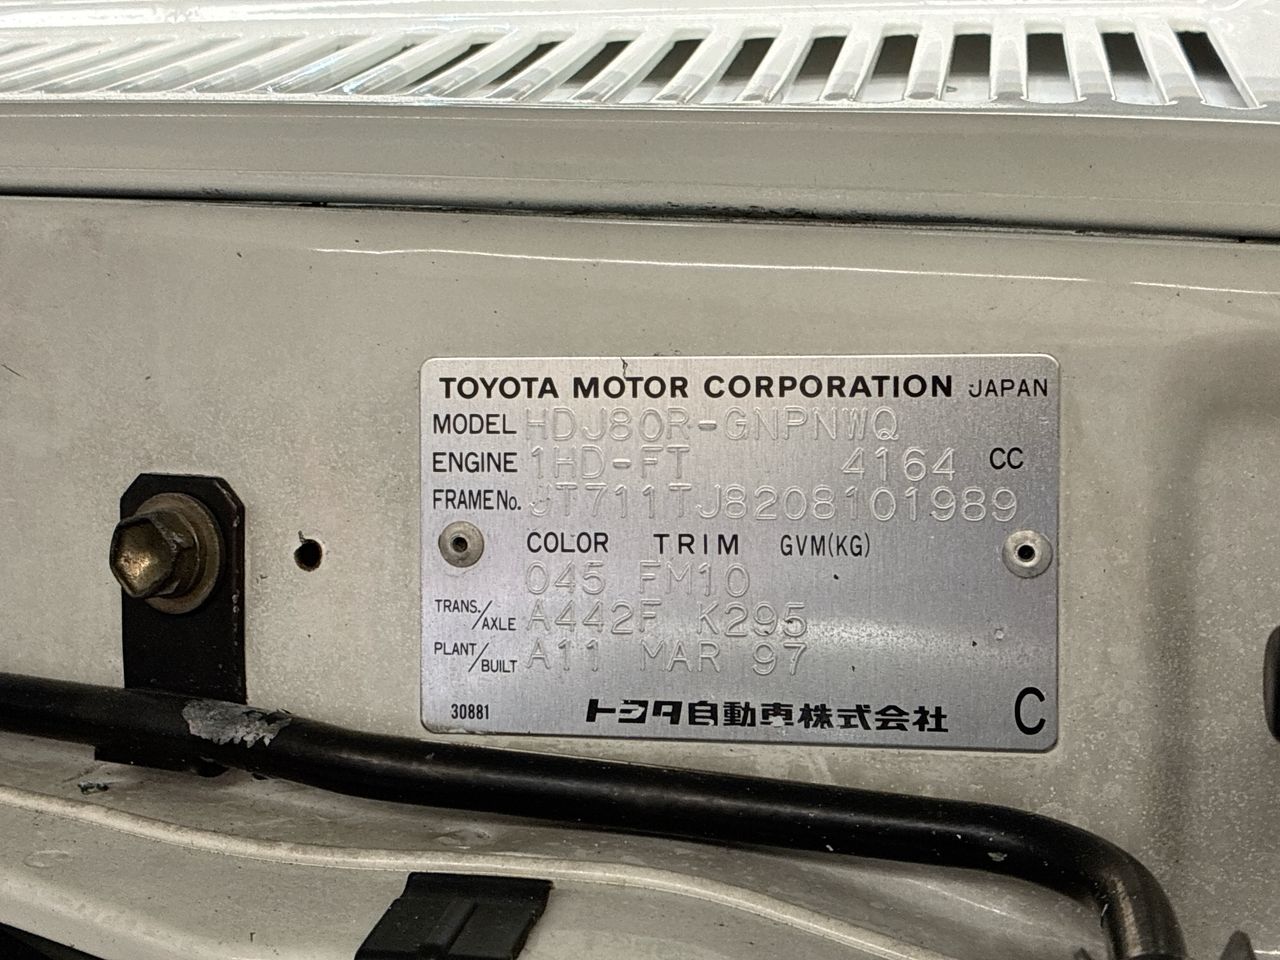 TOYOTA MOTOR CORPORATION JAPAN
MODEL HDJ80R-GNPNWQ
ENGINE 1HD-FT 4164 CC
FRAME No. JT711TJ8208101989
COLOR TRIM GVM(KG)
045 FM10
TRANS./AXLE A442F K295
PLANT/BUILT A11 MAR 97
30881 トヨタ自動車株式会社 C